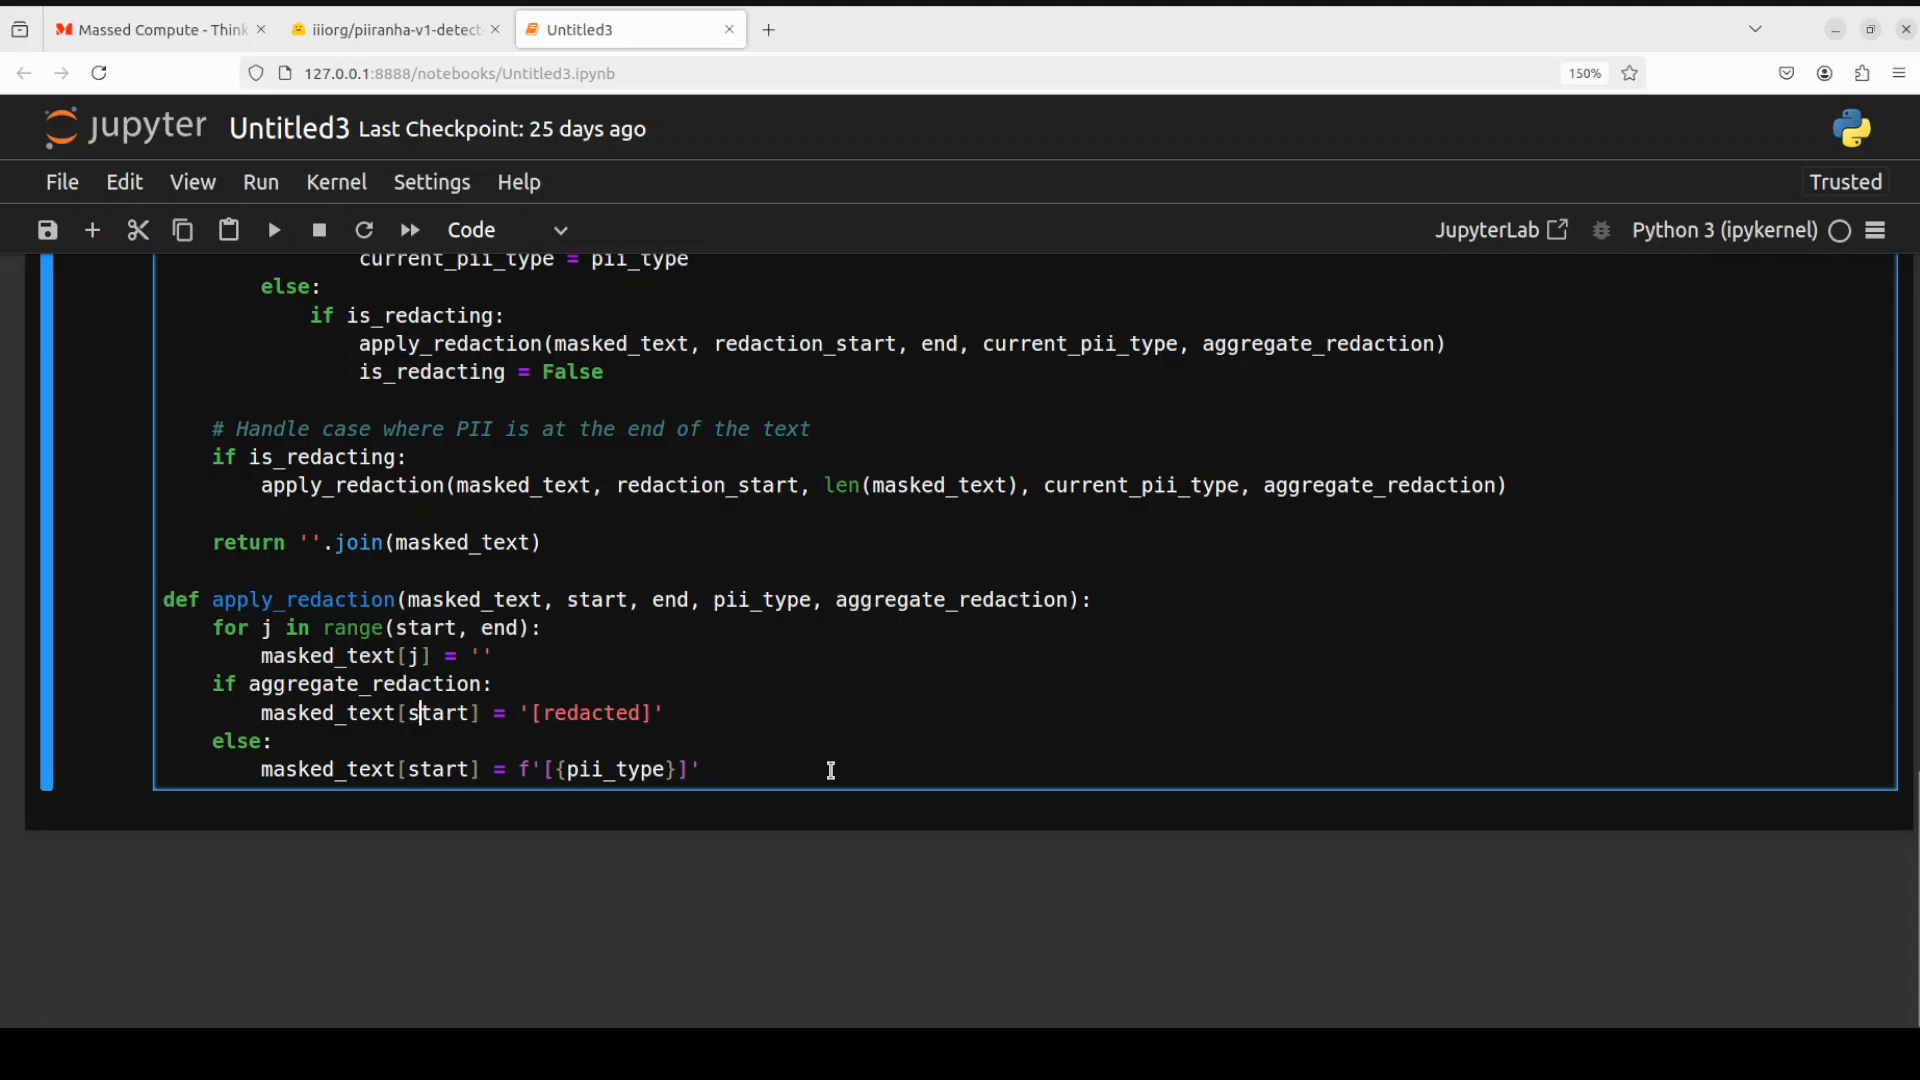 Massed Compute - Think
iiiorg/piiranha-v1-detect-
Untitled3
127.0.0.1:8888/notebooks/Untitled3.ipynb
150%
jupyter Untitled3 Last Checkpoint: 25 days ago
File Edit View Run Kernel Settings Help
Trusted
Code
JupyterLab
Python 3 (ipykernel)
                current_pii_type = pii_type
        else:
            if is_redacting:
                apply_redaction(masked_text, redaction_start, end, current_pii_type, aggregate_redaction)
                is_redacting = False
    # Handle case where PII is at the end of the text
    if is_redacting:
        apply_redaction(masked_text, redaction_start, len(masked_text), current_pii_type, aggregate_redaction)
    return ''.join(masked_text)
def apply_redaction(masked_text, start, end, pii_type, aggregate_redaction):
    for j in range(start, end):
        masked_text[j] = ''
    if aggregate_redaction:
        masked_text[start] = '[redacted]'
    else:
        masked_text[start] = f'[{pii_type}]'